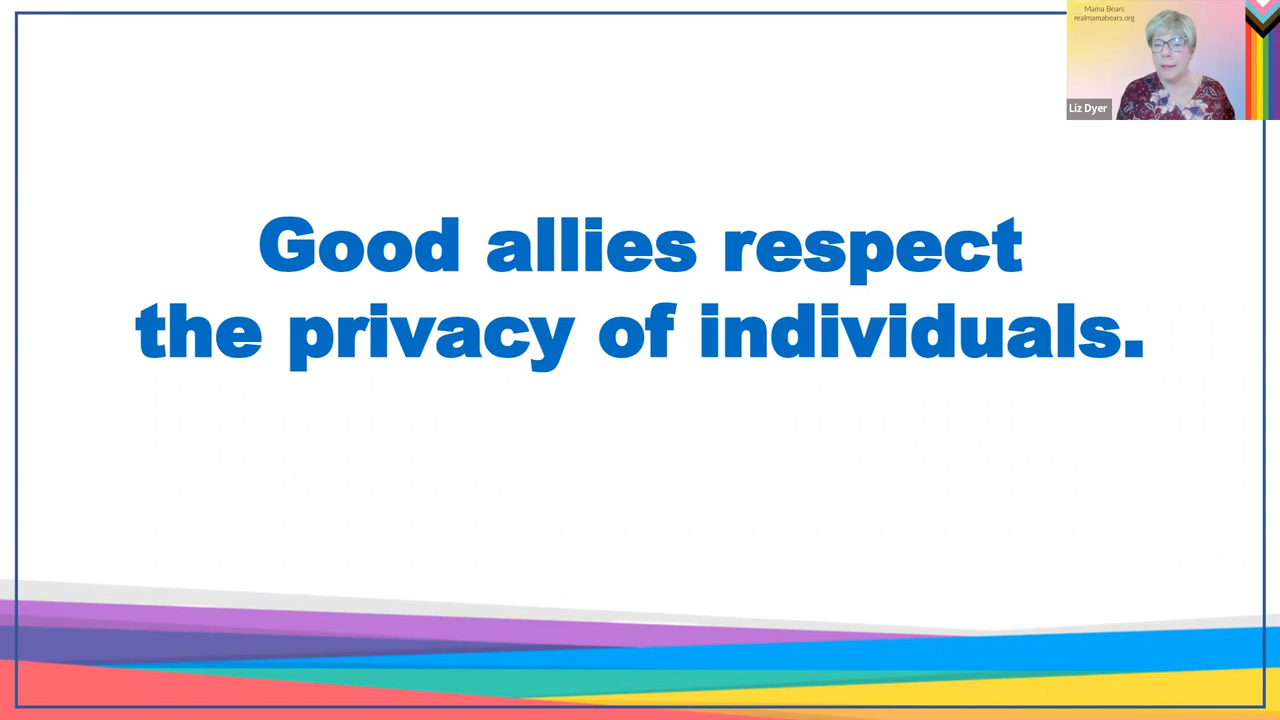 Mama Bears
realmamabears.org
Liz Dyer
Good allies respect
the privacy of individuals.